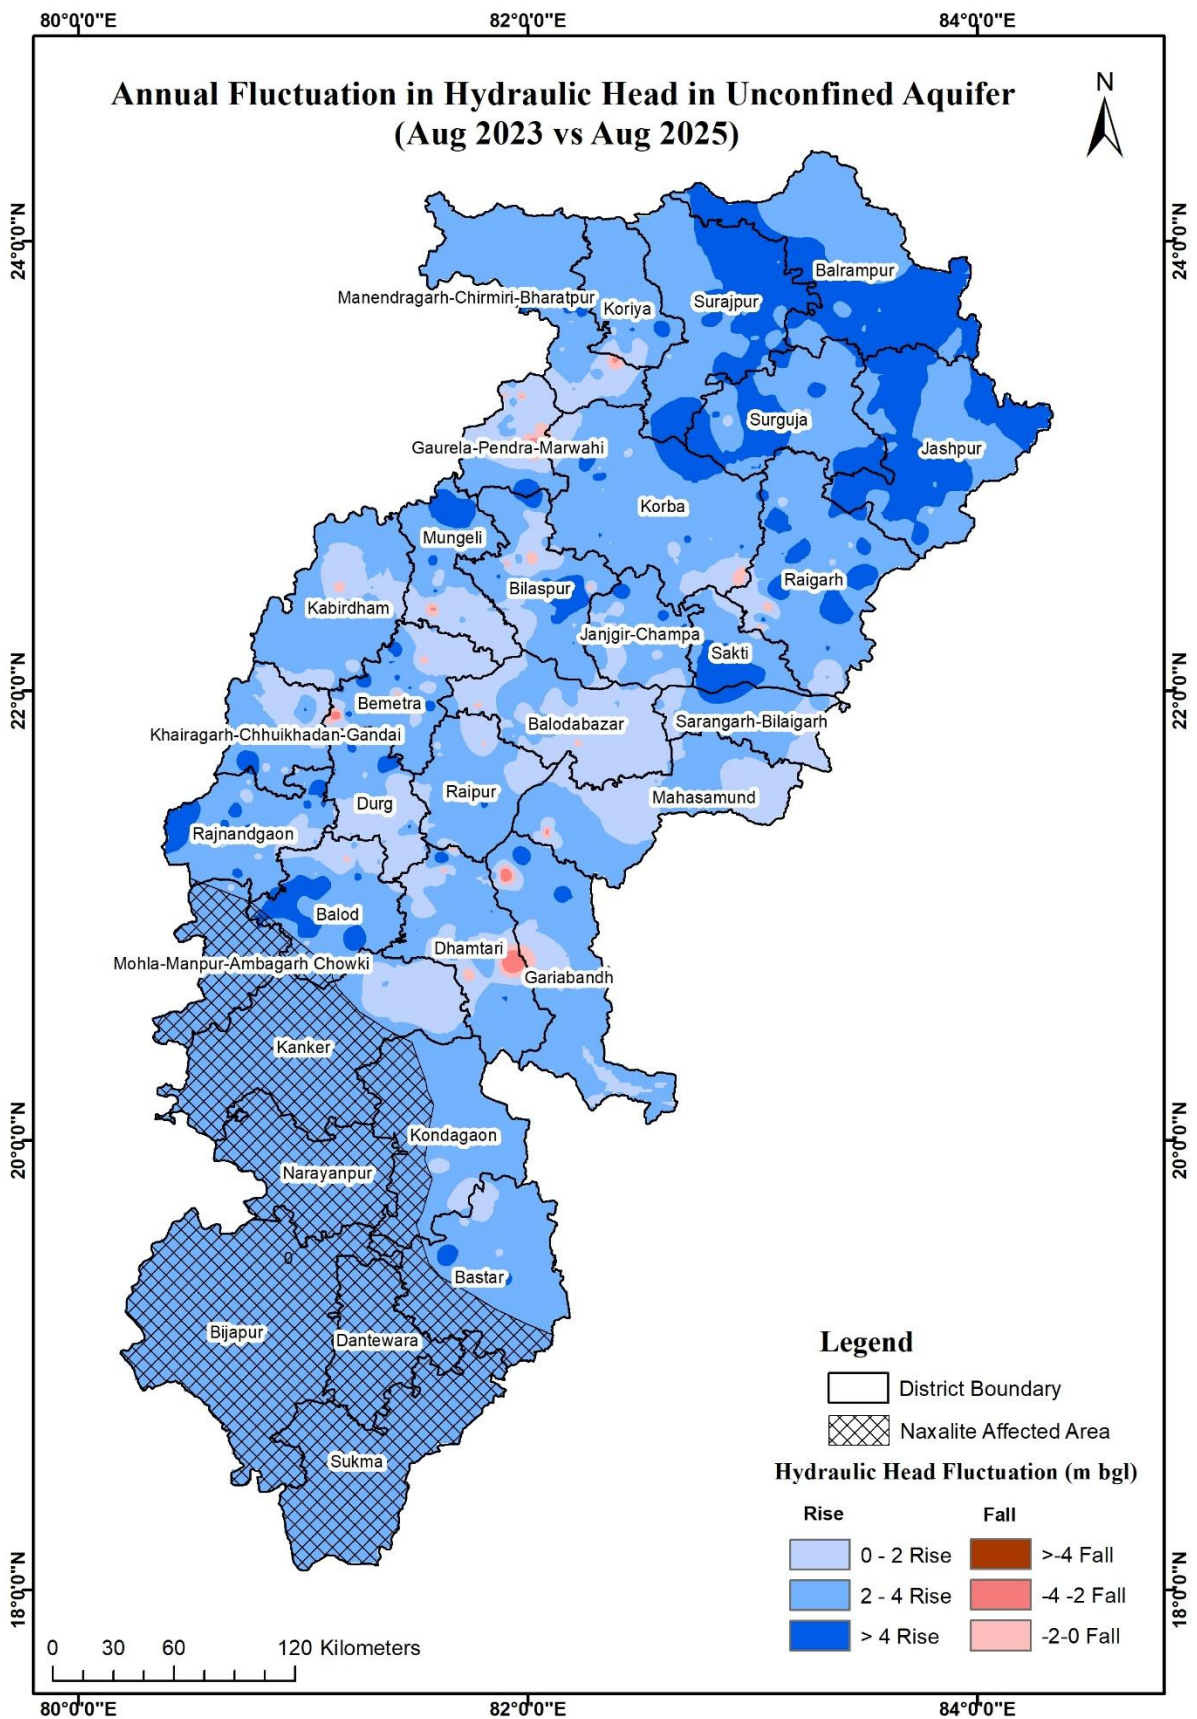 80°0'0"E 82°0'0"E 84°0'0"E
Annual Fluctuation in Hydraulic Head in Unconfined Aquifer
(Aug 2023 vs Aug 2025)
N
24°0'0"N 24°0'0"N
Balrampur
Manendragarh-Chirmiri-Bharatpur
Koriya
Surajpur
Surguja
Gaurela-Pendra-Marwahi
Jashpur
Korba
Mungeli
Raigarh
Bilaspur
Kabirdham
Janjgir-Champa
Sakti
22°0'0"N 22°0'0"N
Bemetra
Balodabazar
Sarangarh-Bilaigarh
Khairagarh-Chhuikhadan-Gandai
Raipur
Mahasamund
Durg
Rajnandgaon
Balod
Dhamtari
Mohla-Manpur-Ambagarh Chowki
Gariabandh
Kanker
20°0'0"N 20°0'0"N
Kondagaon
Narayanpur
0
Bastar
Bijapur
Dantewara
Sukma
Legend
District Boundary
Naxalite Affected Area
Hydraulic Head Fluctuation (m bgl)
Rise Fall
0 - 2 Rise >-4 Fall
2 - 4 Rise -4 -2 Fall
> 4 Rise -2-0 Fall
18°0'0"N 18°0'0"N
0 30 60 120 Kilometers
80°0'0"E 82°0'0"E 84°0'0"E